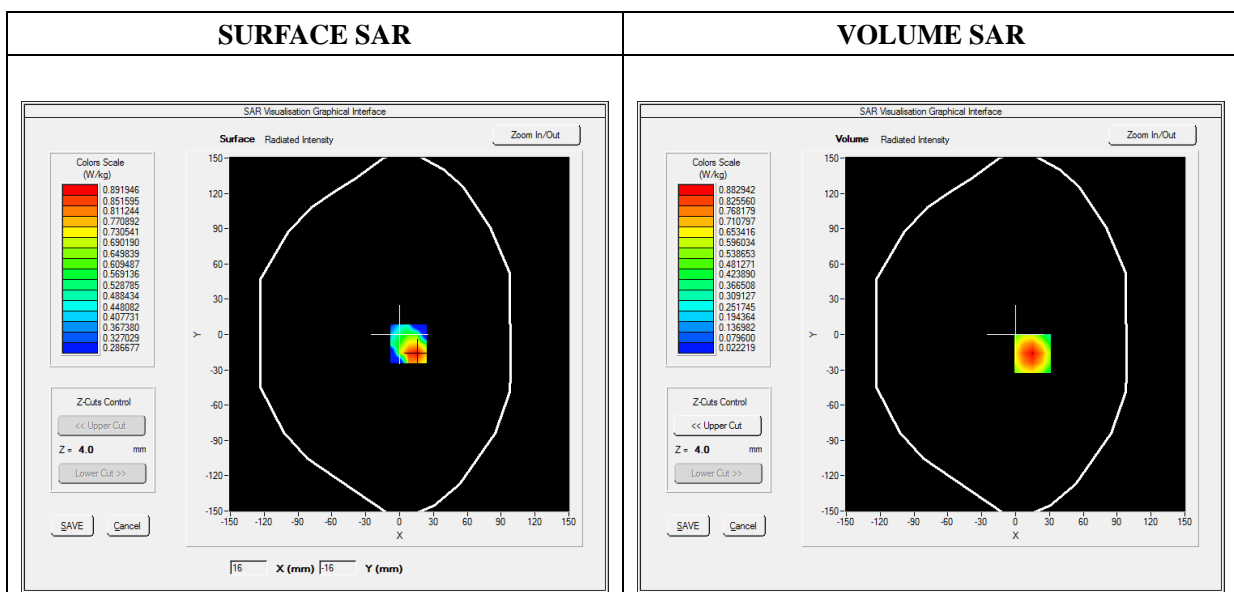 SURFACE SAR
VOLUME SAR
SAR Visualisation Graphical Interface
Surface Radiated Intensity
Zoom In/Out
Colors Scale
(W/kg)
0.891946
0.851595
0.811244
0.770892
0.730541
0.690190
0.649839
0.609487
0.569136
0.528785
0.488434
0.448082
0.407731
0.367380
0.327029
0.286677
Z-Cuts Control
<< Upper Cut
Z = 4.0 mm
Lower Cut >>
SAVE Cancel
150
120
90
60
30
0
-30
-60
-90
-120
-150
Y
-150 -120 -90 -60 -30 0 30 60 90 120 150
X
16 X (mm) -16 Y (mm)
SAR Visualisation Graphical Interface
Volume Radiated Intensity
Zoom In/Out
Colors Scale
(W/kg)
0.882942
0.825560
0.768179
0.710797
0.653416
0.596034
0.538653
0.481271
0.423890
0.366508
0.309127
0.251745
0.194364
0.136982
0.079600
0.022219
Z-Cuts Control
<< Upper Cut
Z = 4.0 mm
Lower Cut >>
SAVE Cancel
150
120
90
60
30
0
-30
-60
-90
-120
-150
Y
-150 -120 -90 -60 -30 0 30 60 90 120 150
X